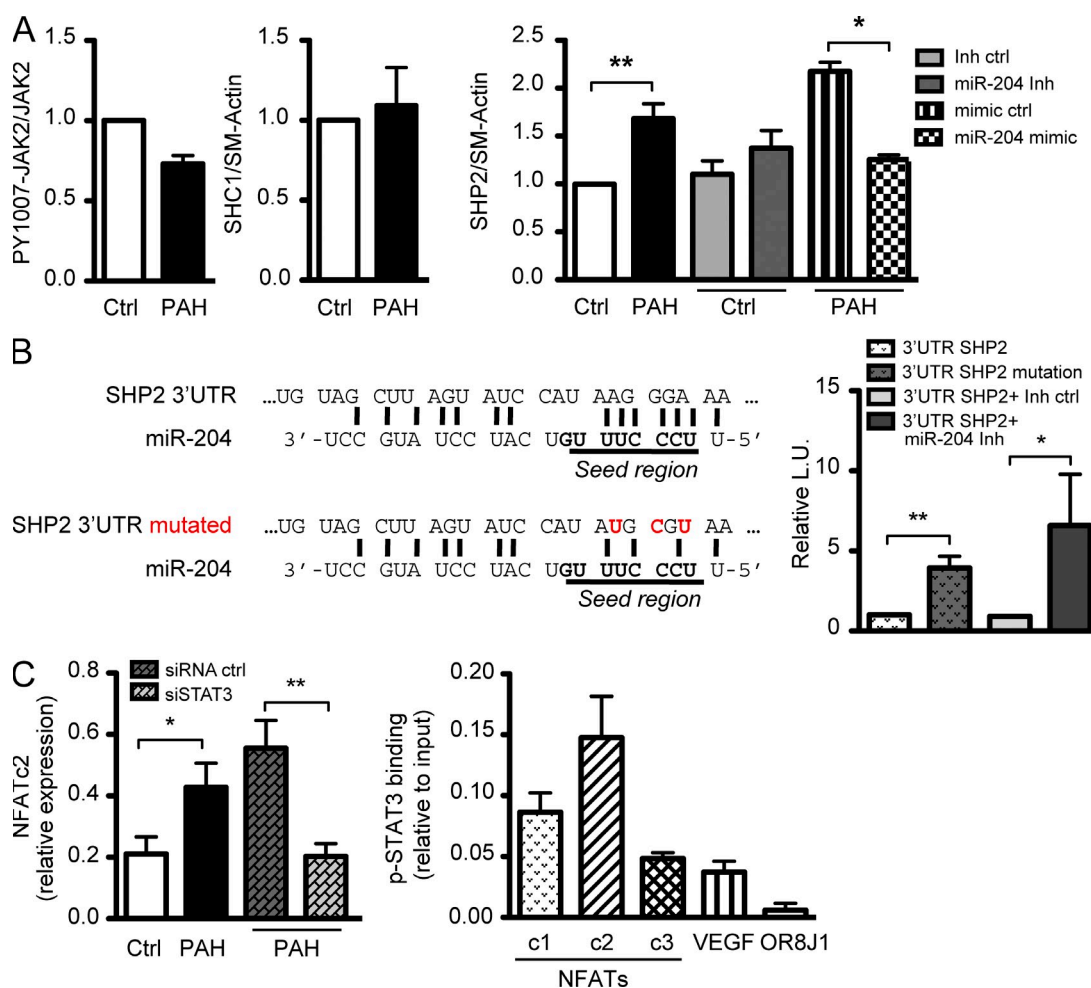 A
PY1007-JAK2/JAK2
1.5
1.0
0.5
0.0
Ctrl PAH
SHC1/SM-Actin
1.5
1.0
0.5
0.0
Ctrl PAH
SHP2/SM-Actin
2.5
2.0
1.5
1.0
0.5
0.0
**
*
Ctrl PAH Ctrl PAH
Inh ctrl
miR-204 Inh
mimic ctrl
miR-204 mimic
B
SHP2 3'UTR ...UG UAG CUU AGU AUC CAU AAG GGA AA ...
miR-204 3'-UCC GUA UCC UAC UGU UUC CCU U-5'
Seed region
SHP2 3'UTR mutated ...UG UAG CUU AGU AUC CAU AUG CGU AA ...
miR-204 3'-UCC GUA UCC UAC UGU UUC CCU U-5'
Seed region
3'UTR SHP2
3'UTR SHP2 mutation
3'UTR SHP2+ Inh ctrl
3'UTR SHP2+
miR-204 Inh
Relative L.U.
15
10
5
0
**
*
C
NFATc2
(relative expression)
0.8
0.6
0.4
0.2
0.0
siRNA ctrl
siSTAT3
*
**
Ctrl PAH PAH
p-STAT3 binding
(relative to input)
0.20
0.15
0.10
0.05
0.00
c1 c2 c3 VEGF OR8J1
NFATs